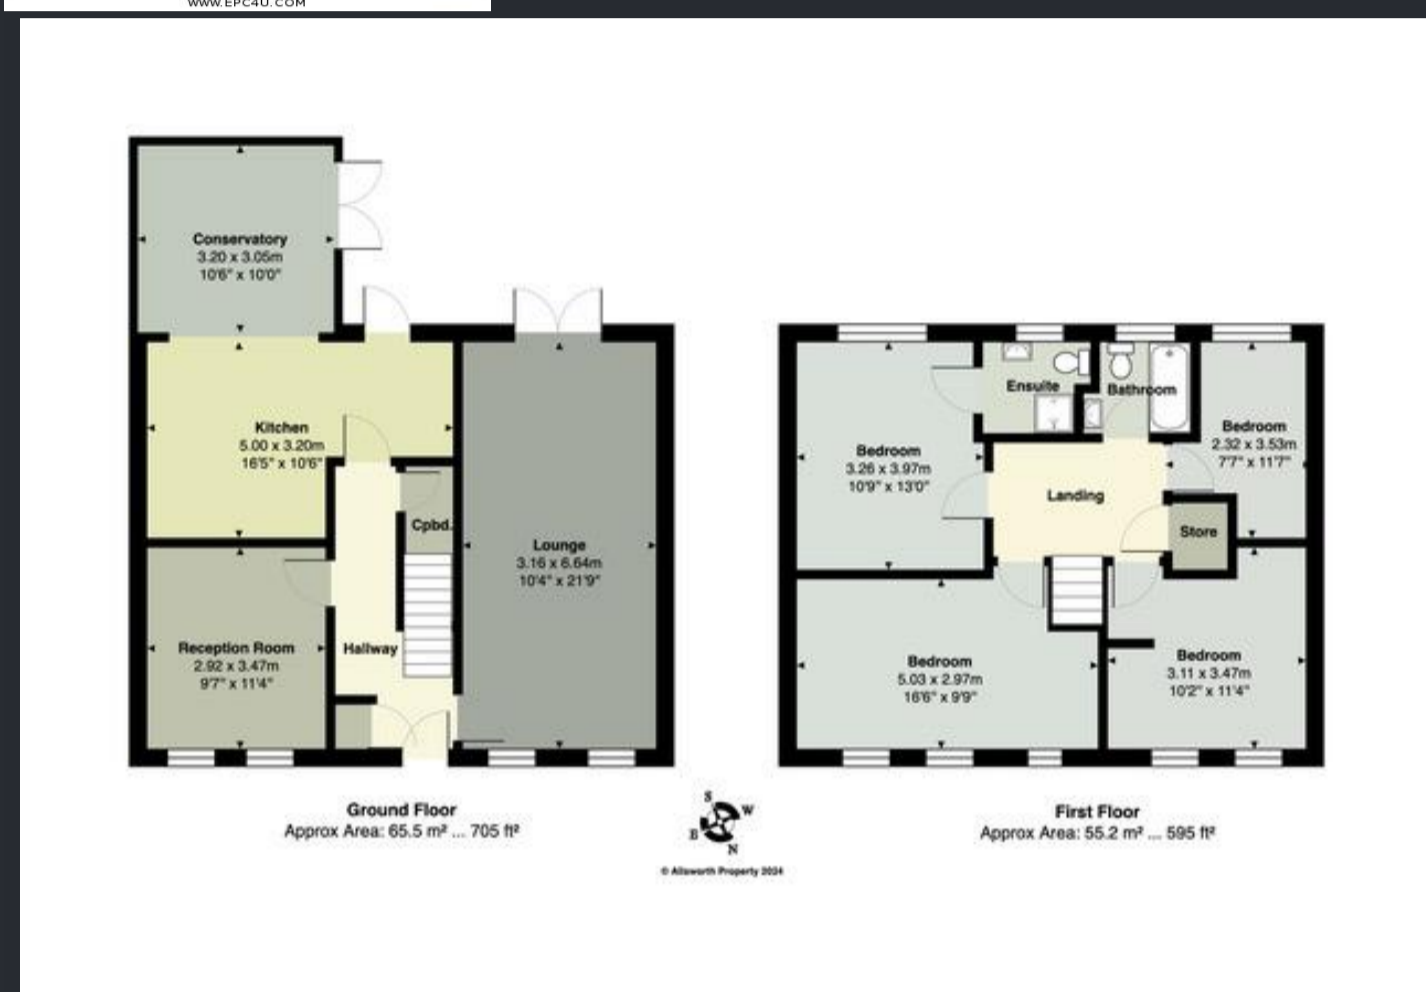 WWW.EPC4U.COM
Conservatory
3.20 x 3.05m
10'6" x 10'0"
Kitchen
5.00 x 3.20m
16'5" x 10'6"
Cpbd.
Lounge
3.16 x 6.64m
10'4" x 21'9"
Reception Room
2.92 x 3.47m
9'7" x 11'4"
Hallway
Ground Floor
Approx Area: 65.5 m² ... 705 ft²
Ensuite
Bathroom
Bedroom
3.26 x 3.97m
10'9" x 13'0"
Bedroom
2.32 x 3.53m
7'7" x 11'7"
Landing
Store
Bedroom
5.03 x 2.97m
16'6" x 9'9"
Bedroom
3.11 x 3.47m
10'2" x 11'4"
First Floor
Approx Area: 55.2 m² ... 595 ft²
S
W
E
N
© Allsworth Property 2024